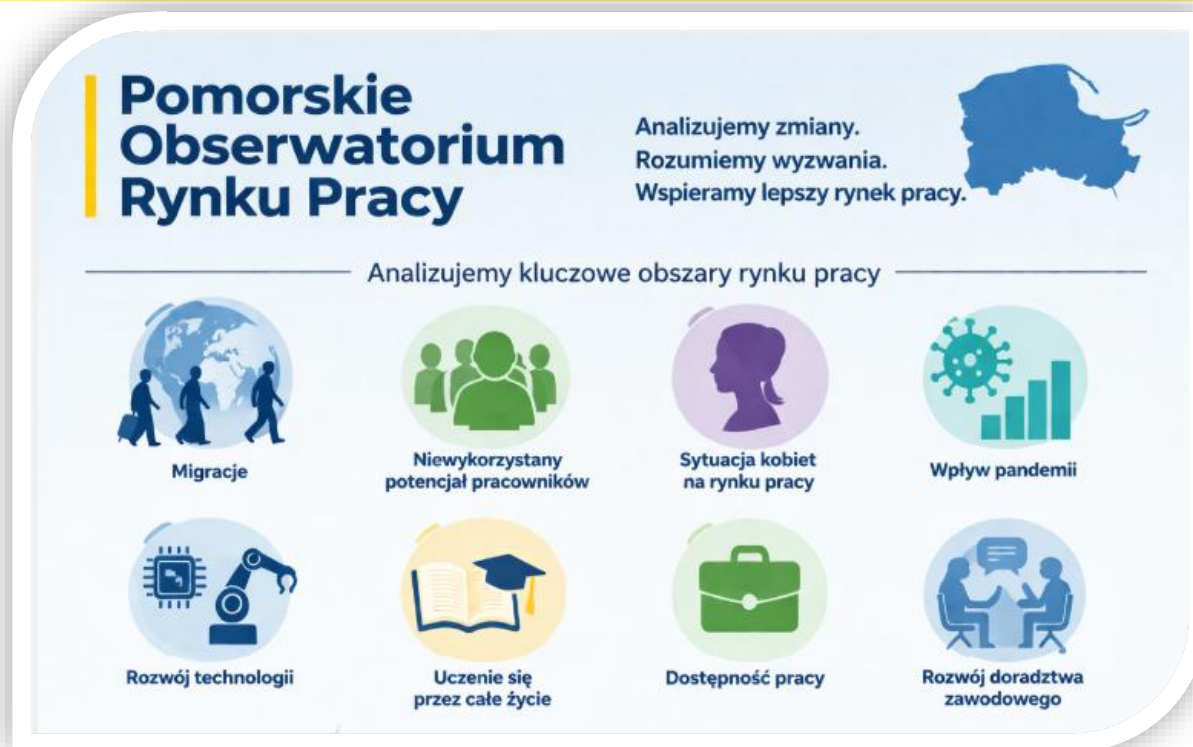 Pomorskie
Obserwatorium
Rynku Pracy
Analizujemy zmiany.
Rozumiemy wyzwania.
Wspieramy lepszy rynek pracy.
Analizujemy kluczowe obszary rynku pracy
Migracje
Niewykorzystany
potencjał pracowników
Sytuacja kobiet
na rynku pracy
Wpływ pandemii
Rozwój technologii
Uczenie się
przez całe życie
Dostępność pracy
Rozwój doradztwa
zawodowego